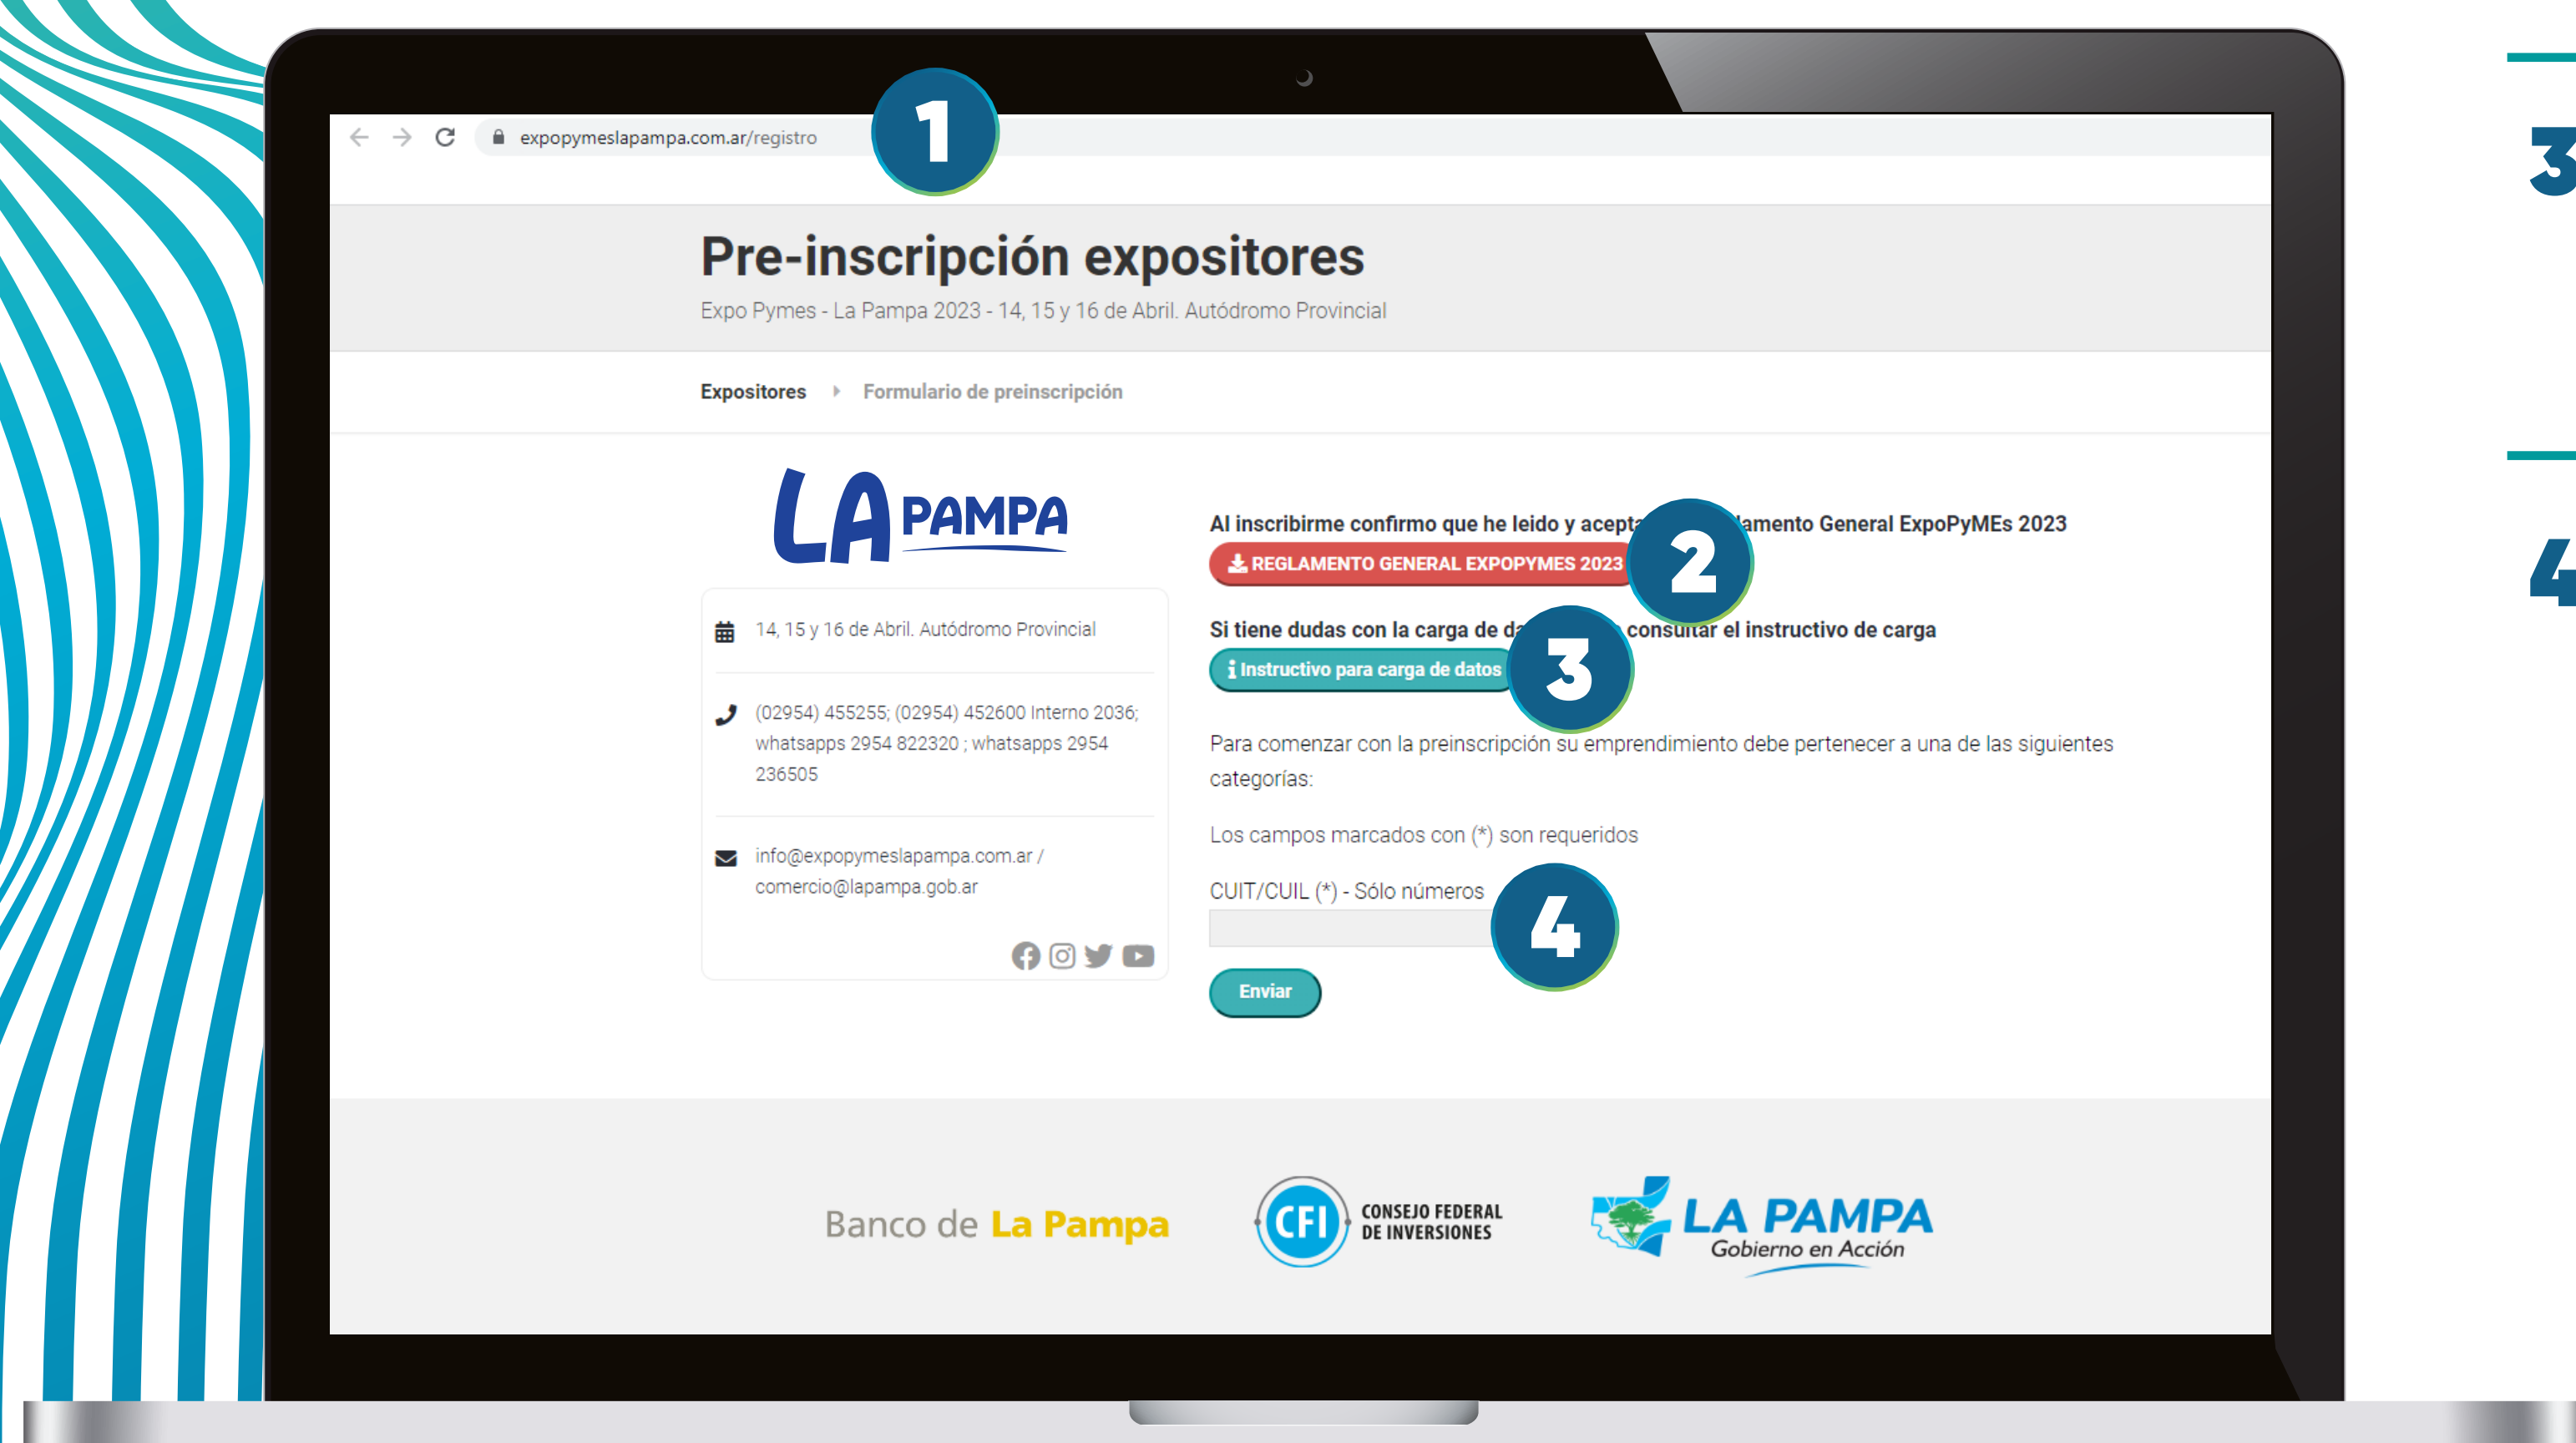 1
expopymeslapampa.com.ar/registro
Pre-inscripción expositores
Expo Pymes - La Pampa 2023 - 14, 15 y 16 de Abril. Autódromo Provincial
Expositores
Formulario de preinscripción
LA PAMPA
14, 15 y 16 de Abril. Autódromo Provincial
(02954) 455255; (02954) 452600 Interno 2036;
whatsapps 2954 822320 ; whatsapps 2954
236505
info@expopymeslapampa.com.ar /
comercio@lapampa.gob.ar
Al inscribirme confirmo que he leido y General ExpoPyMEs 2023
REGLAMENTO GENERAL EXPOPYMES 2023
2
Si tiene dudas con la carga de consultar el instructivo de carga
i Instructivo para carga de datos
3
Para comenzar con la preinscripción su emprendimiento debe pertenecer a una de las siguientes
categorías:
Los campos marcados con (*) son requeridos
CUIT/CUIL (*) - Sólo números
4
Enviar
Banco de La Pampa
CFI CONSEJO FEDERAL
DE INVERSIONES
LA PAMPA
Gobierno en Acción
3
4